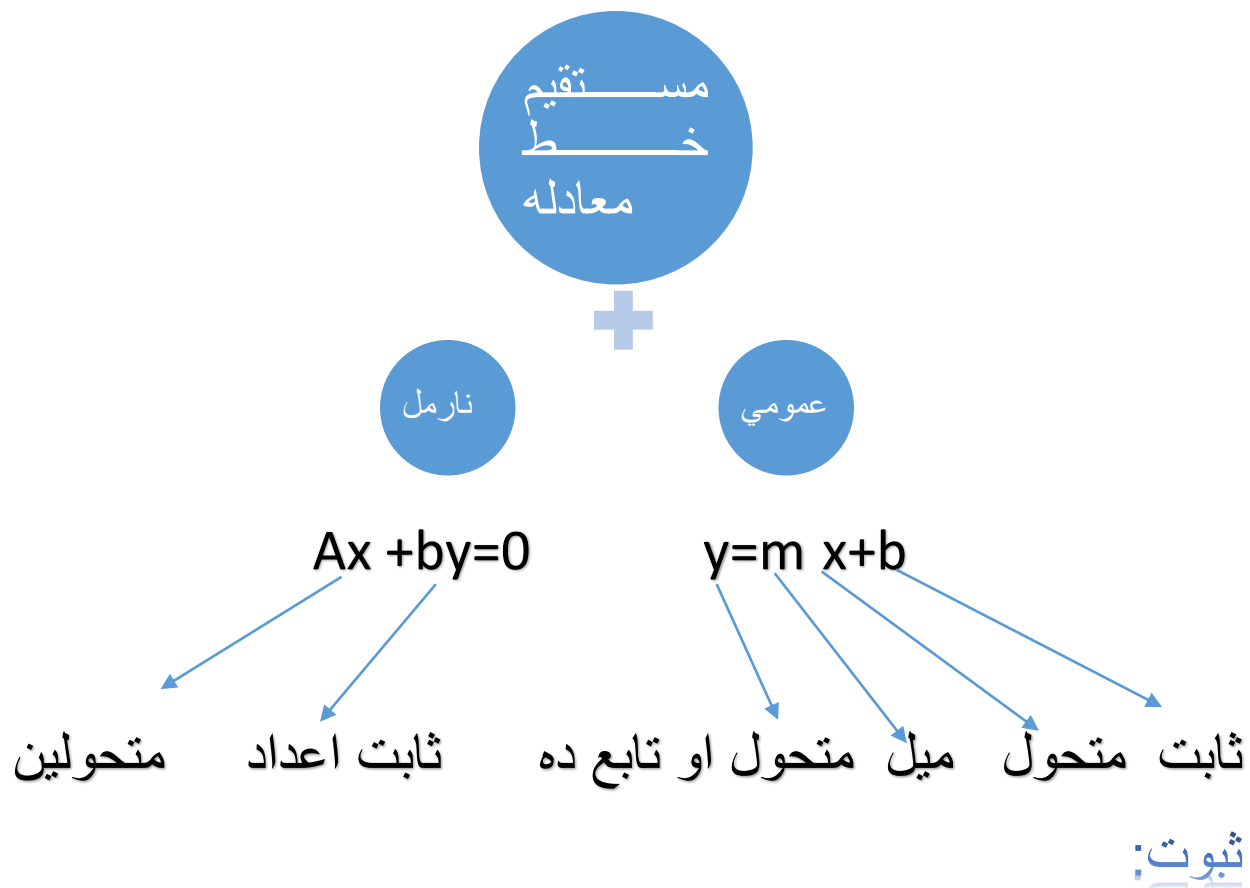 مستقيم
خط
معادله
عمومي
نارمل
y=m x+b
Ax +by=0
ثابت متحول ميل متحول او تابع ده
ثابت اعداد متحولين
ثبوت: